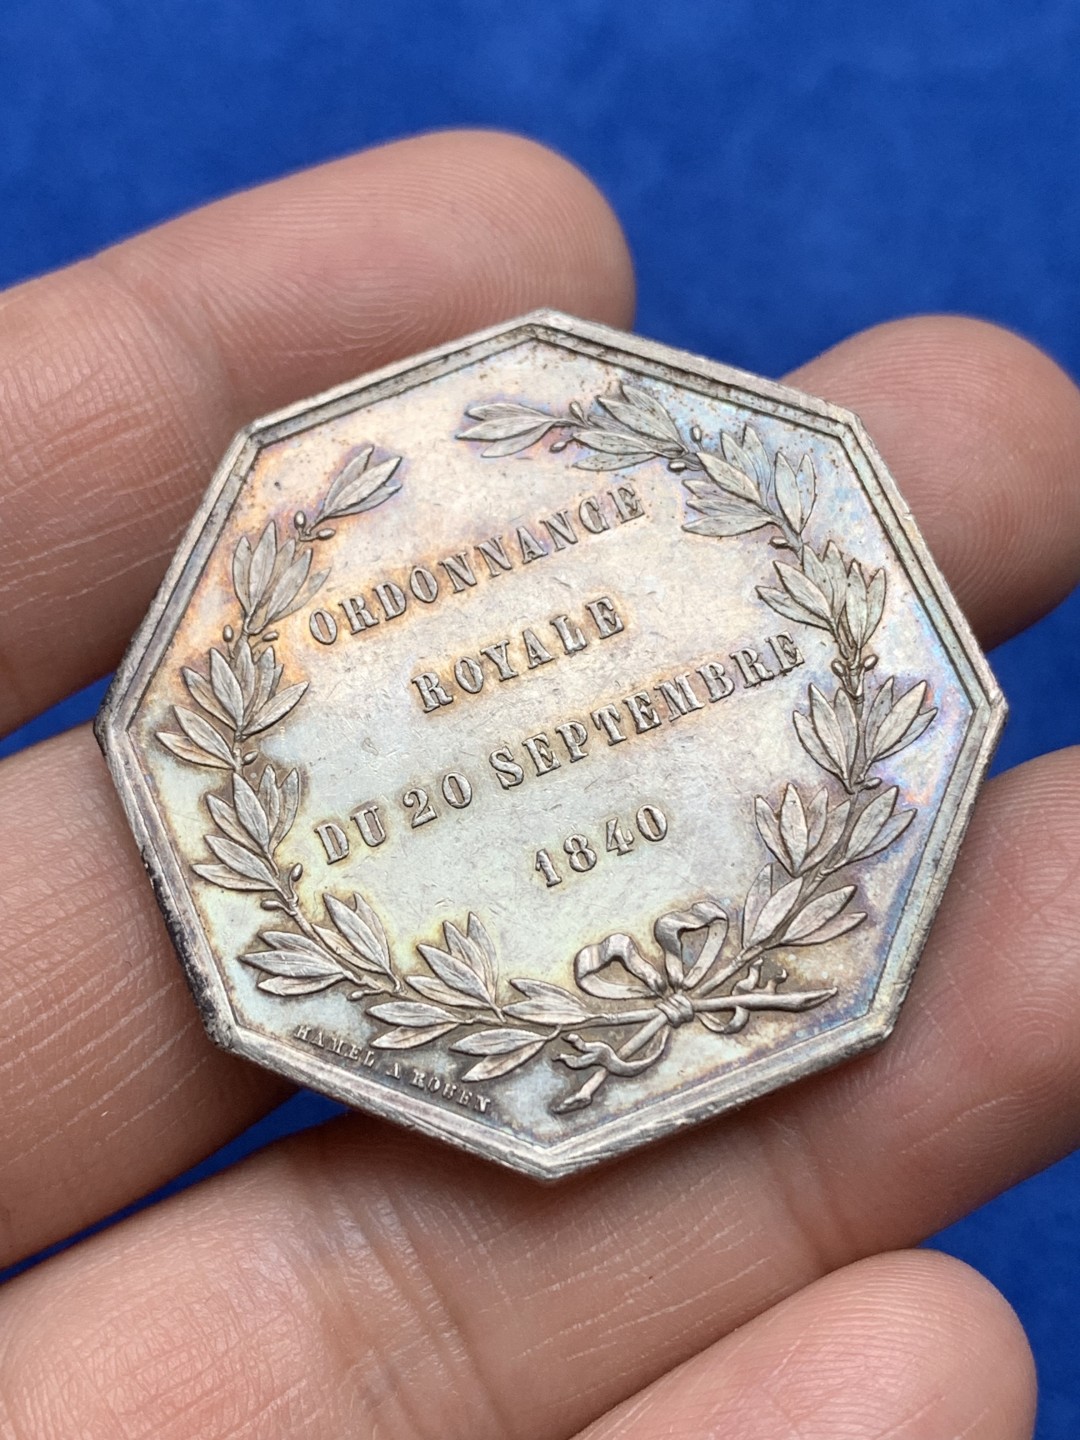 ORDONNANCE
ROYALE
DU 20 SEPTEMBRE
1840
HAMEL A ROUEN